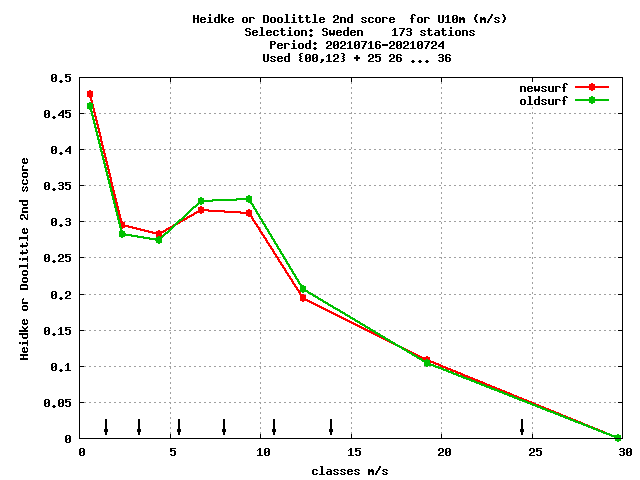 Heidke or Doolittle 2nd score  for U10m (m/s)
Selection: Sweden    173 stations
Period: 20210716-20210724
Used {00,12} + 25 26 ... 36
newsurf
oldsurf
0.5
0.45
0.4
0.35
0.3
0.25
0.2
0.15
0.1
0.05
0
Heidke or Doolittle 2nd score
0 5 10 15 20 25 30
classes m/s